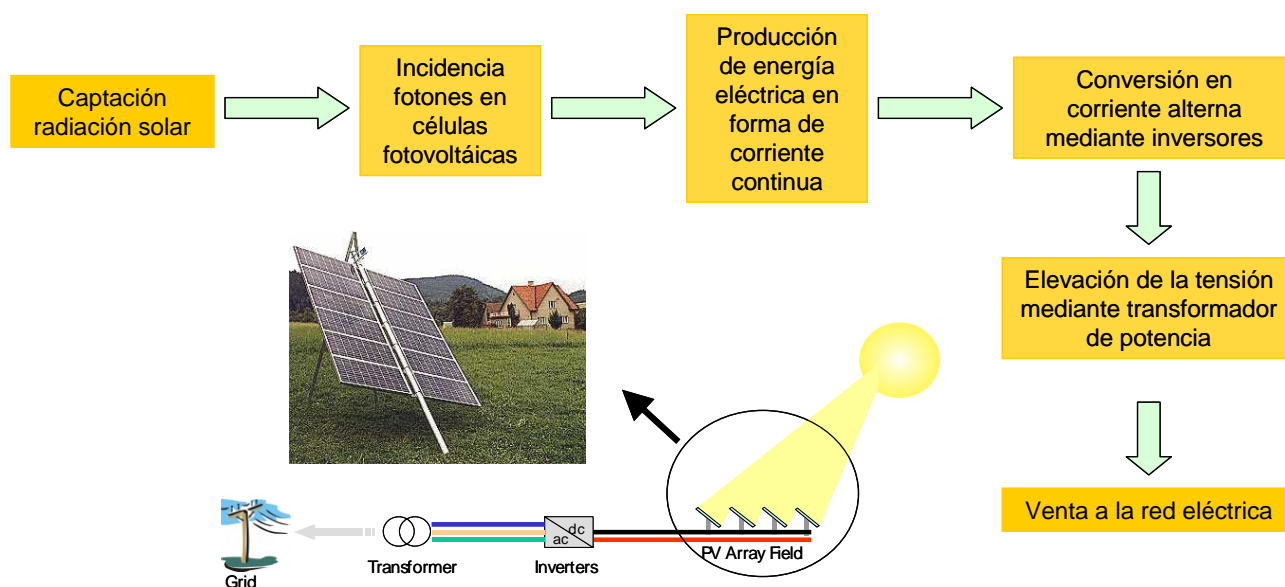 Captación
radiación solar
Incidencia
fotones en
células
fotovoltáicas
Producción
de energía
eléctrica en
forma de
corriente
continua
Conversión en
corriente alterna
mediante inversores
Elevación de la tensión
mediante transformador
de potencia
Venta a la red eléctrica
Grid
Transformer
ac
dc
Inverters
PV Array Field